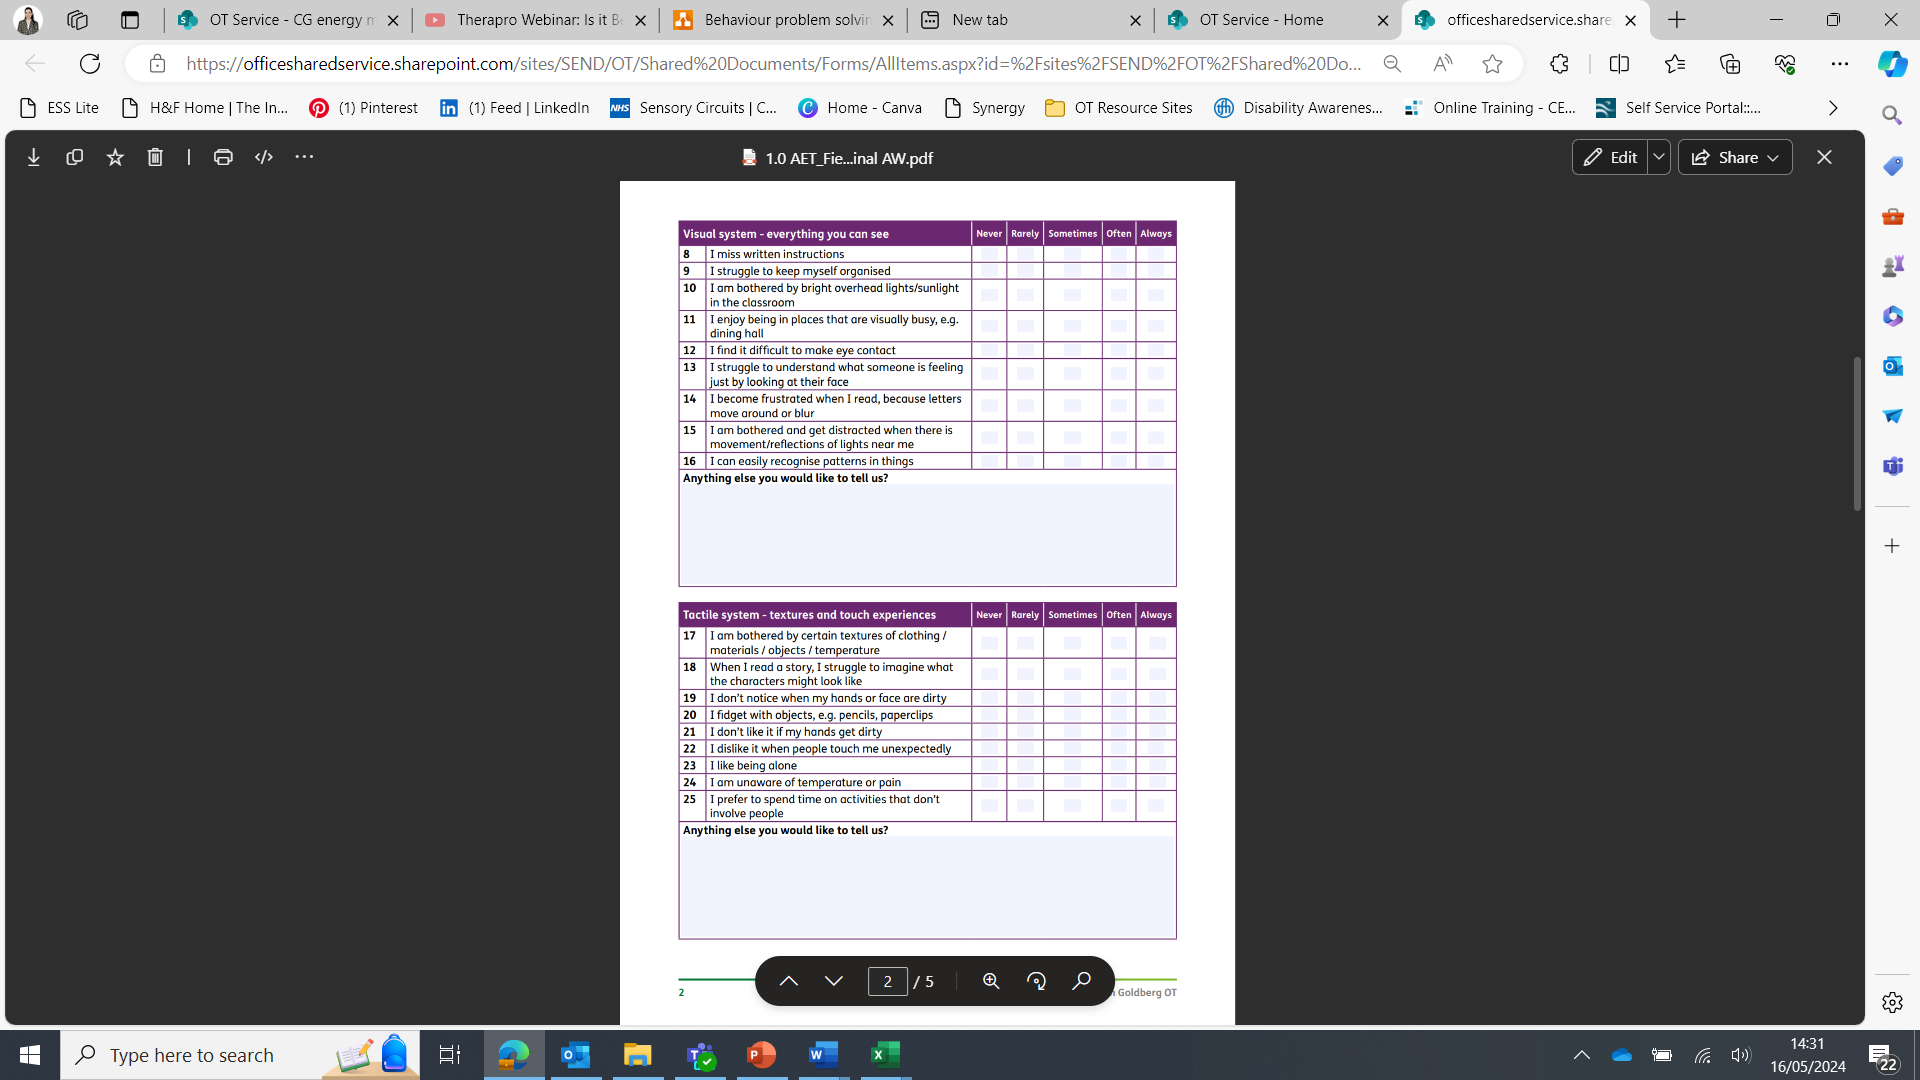 OT Service - CG energy m
Therapro Webinar: Is it Be
Behaviour problem solvin
New tab
OT Service - Home
officesharedservice.share
https://officesharedservice.sharepoint.com/sites/SEND/OT/Shared%20Documents/Forms/AllItems.aspx?id=%2Fsites%2FSEND%2FOT%2FShared%20Do...
ESS Lite
H&F Home | The In...
(1) Pinterest
(1) Feed | LinkedIn
NHS
Sensory Circuits | C...
Home - Canva
Synergy
OT Resource Sites
Disability Awarenes...
Online Training - CE...
Self Service Portal::...
1.0 AET_Fie...inal AW.pdf
Edit
Share
Visual system - everything you can see Never Rarely Sometimes Often Always
8 I miss written instructions
9 I struggle to keep myself organised
10 I am bothered by bright overhead lights/sunlight
in the classroom
11 I enjoy being in places that are visually busy, e.g.
dining hall
12 I find it difficult to make eye contact
13 I struggle to understand what someone is feeling
just by looking at their face
14 I become frustrated when I read, because letters
move around or blur
15 I am bothered and get distracted when there is
movement/reflections of lights near me
16 I can easily recognise patterns in things
Anything else you would like to tell us?
Tactile system - textures and touch experiences Never Rarely Sometimes Often Always
17 I am bothered by certain textures of clothing /
materials / objects / temperature
18 When I read a story, I struggle to imagine what
the characters might look like
19 I don't notice when my hands or face are dirty
20 I fidget with objects, e.g. pencils, paperclips
21 I don't like it if my hands get dirty
22 I dislike it when people touch me unexpectedly
23 I like being alone
24 I am unaware of temperature or pain
25 I prefer to spend time on activities that don't
involve people
Anything else you would like to tell us?
2 / 5
2
Goldberg OT
Type here to search
14:31
16/05/2024
22